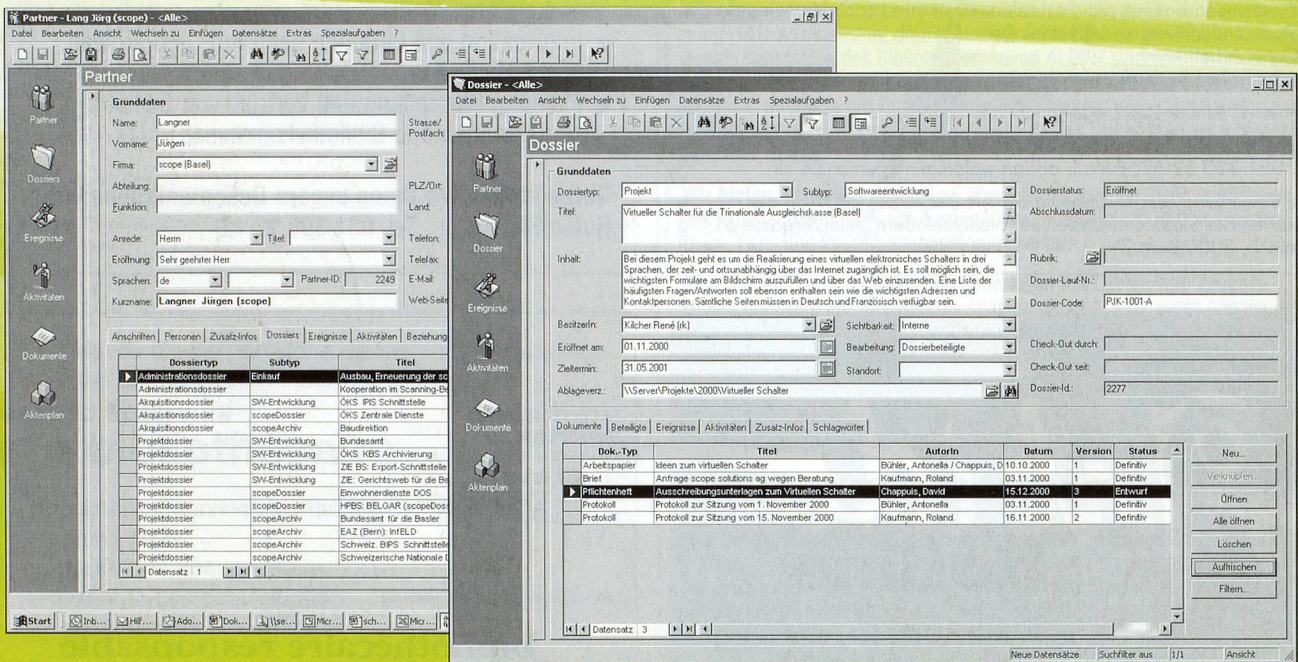 Partner - Lang Jörg (scope) - <Alle>
Datei Bearbeiten Ansicht Wechseln zu Einfügen Datensätze Extras Spezialaufgaben ?
Partner
Partner
Dossiers
Ereignisse
Aktivitäten
Dokumente
Aktenplan
Grunddaten
Name: Langner
Strasse/
Postfach:
Vorname: Jürgen
Firma: scope (Basel)
Abteilung:
PLZ/Ort:
Funktion:
Land:
Anrede: Herrn Titel: Telefon:
Eröffnung: Sehr geehrter Herr Telefax:
Sprachen: de Partner-ID: 2249 E-Mail:
Kurzname: Langner Jürgen (scope) Web-Seite
Anschriften Personen Zusatz-Infos Dossiers Ereignisse Aktivitäten Beziehung
Dossiertyp Subtyp Titel
Administrationsdossier Einkauf Ausbau, Erneuerung der sc
Administrationsdossier Kooperation im Scanning-Be
Akquisitionsdossier SW-Entwicklung ÖKS IPIS Schnittstelle
Akquisitionsdossier scopeDossier ÖKS Zentrale Dienste
Akquisitionsdossier scopeArchiv Baudirektion
Projektdossier SW-Entwicklung Bundesamt
Projektdossier SW-Entwicklung ÖKS KBS Archivierung
Projektdossier SW-Entwicklung ZIE BS: Export-Schnittstelle
Projektdossier SW-Entwicklung ZIE: Gerichtsweb für die Ba
Projektdossier scopeDossier Einwohnerdienste DOS
Projektdossier scopeDossier HPBS: BELGAR (scopeDoss
Projektdossier scopeArchiv Bundesamt für die Basler
Projektdossier scopeArchiv EAZ (Bern): InfELD
Projektdossier scopeArchiv Schweiz. BIPS Schnittstelle
Projektdossier scopeArchiv Schweizerische Nationale D
Datensatz 1
Start Inb... Hilf... Ado... Dok... \\se... Micr... sch... Micr...
Dossier - <Alle>
Datei Bearbeiten Ansicht Wechseln zu Einfügen Datensätze Extras Spezialaufgaben ?
Dossier
Partner
Dossier
Ereignisse
Aktivitäten
Dokumente
Aktenplan
Grunddaten
Dossiertyp: Projekt Subtyp: Softwareentwicklung Dossierstatus: Eröffnet
Titel: Virtueller Schalter für die Trinationale Ausgleichskasse (Basel) Abschlussdatum:
Inhalt: Bei diesem Projekt geht es um die Realisierung eines virtuellen elektronisches Schalters in drei Rubrik:
Sprachen, der zeit- und ortsunabhängig über das Internet zugänglich ist. Es soll möglich sein, die
wichtigsten Formulare am Bildschirm auszufüllen und über das Web einzusenden. Eine Liste der Dossier-Lauf-Nr.:
häufigsten Fragen/Antworten soll ebenson enthalten sein wie die wichtigsten Adressen und
Kontaktpersonen. Sämtliche Seiten müssen in Deutsch und Französisch verfügbar sein. Dossier-Code: PJK-1001-A
BesitzerIn: Kilcher René (rk) Sichtbarkeit: Interne
Eröffnet am: 01.11.2000 Bearbeitung: Dossierbeteiligte Check-Out durch:
Zieltermin: 31.05.2001 Standort: Check-Out seit:
Ablageverz.: \\Server\Projekte\2000\Virtueller Schalter Dossier-Id.: 2277
Dokumente Beteiligte Ereignisse Aktivitäten Zusatz-Infos Schlagwörter
Dok.-Typ Titel AutorIn Datum Version Status
Arbeitspapier Ideen zum virtuellen Schalter Bühler, Antonella / Chappuis, D 10.10.2000 1 Definitiv
Brief Anfrage scope solutions ag wegen Beratung Kaufmann, Roland 03.11.2000 1 Definitiv
Pflichtenheft Ausschreibungsunterlagen zum Virtuellen Schalter Chappuis, David 15.12.2000 3 Entwurf
Protokoll Protokoll zur Sitzung vom 1. November 2000 Bühler, Antonella 03.11.2000 1 Definitiv
Protokoll Protokoll zur Sitzung vom 15. November 2000 Kaufmann, Roland 16.11.2000 2 Definitiv
Neu...
Verknüpfen...
Öffnen
Alle öffnen
Löschen
Auffrischen
Filtern...
Datensatz 3
Neue Datensätze Suchfilter aus 1/1 Ansicht